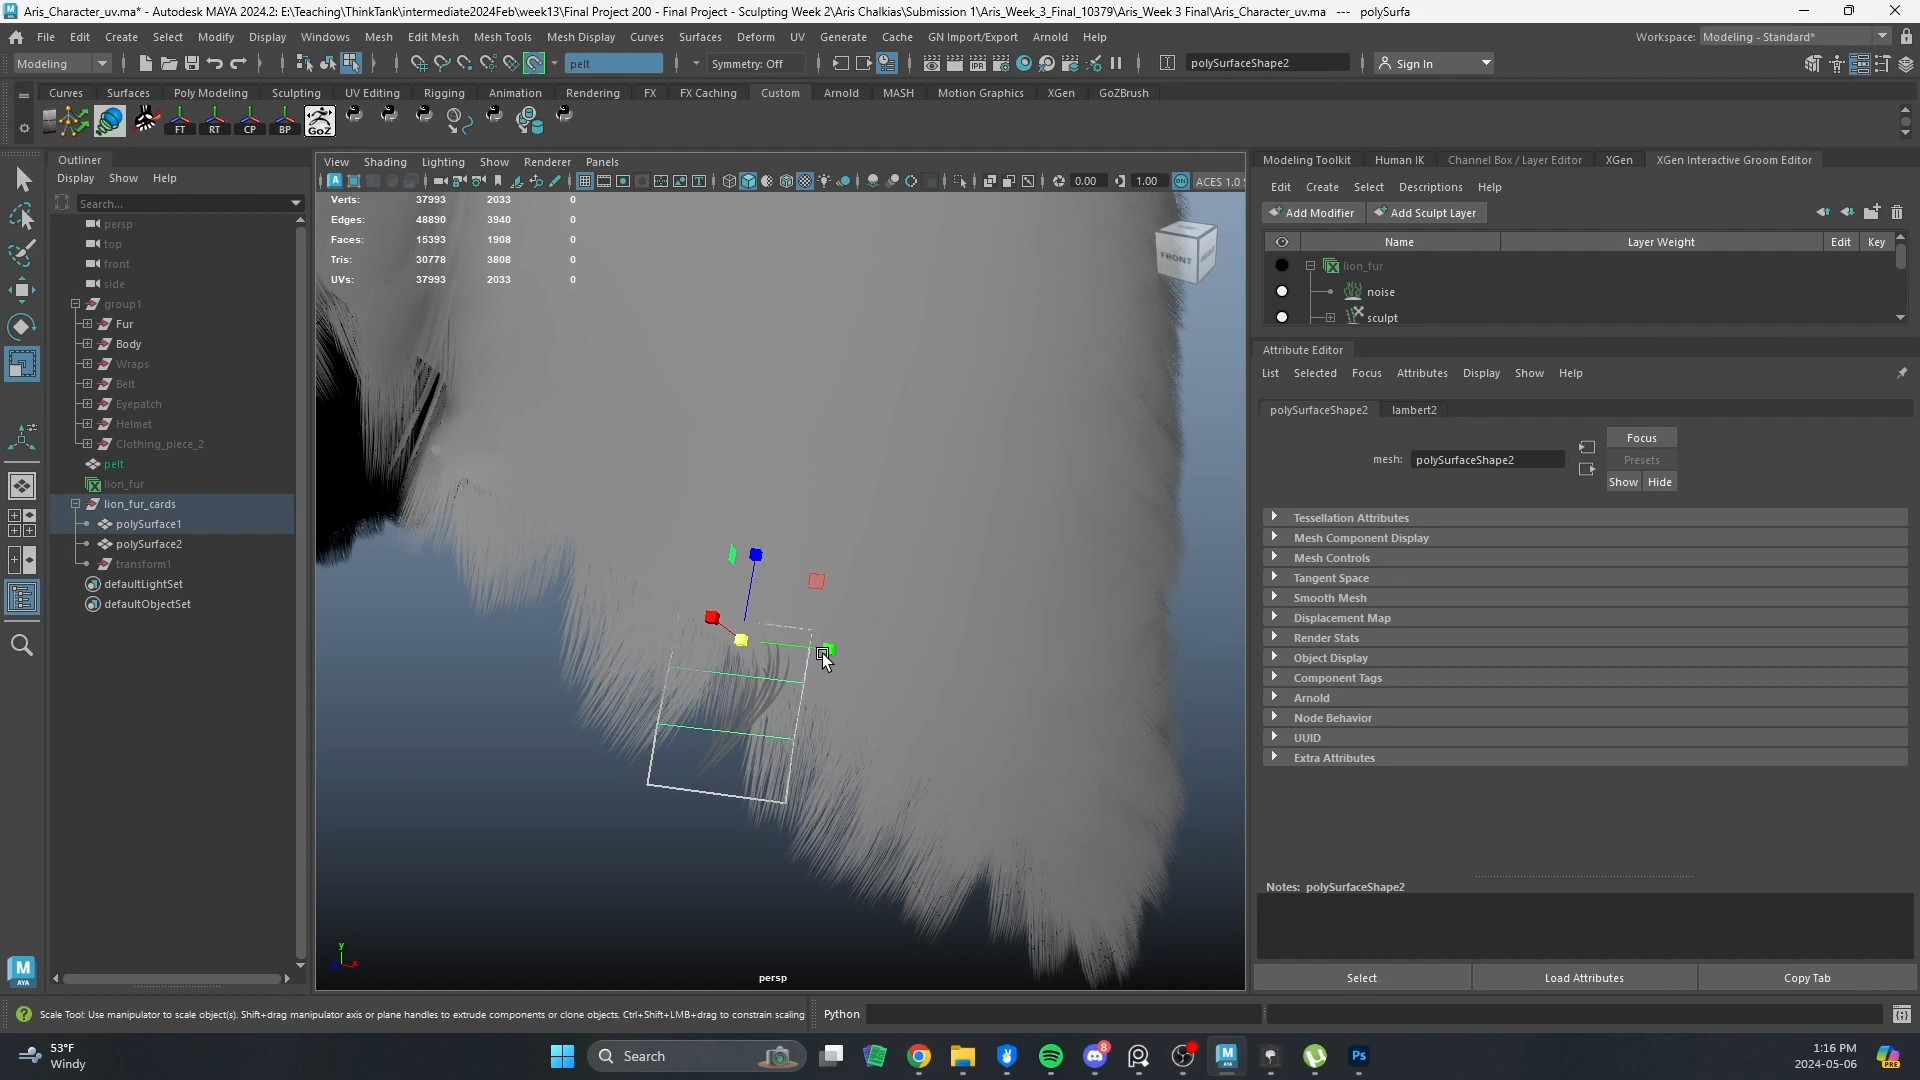 Aris_Character_uv.ma* - Autodesk MAYA 2024.2: E:\Teaching\ThinkTank\intermediate2024Feb\week13\Final Project 200 - Final Project - Sculpting Week 2\Aris Chalkias\Submission 1\Aris_Week_3_Final_10379\Aris_Week 3 Final\Aris_Character_uv.ma --- polySurfa
File Edit Create Select Modify Display Windows Mesh Edit Mesh Mesh Tools Mesh Display Curves Surfaces Deform UV Generate Cache GN Import/Export Arnold Help Workspace: Modeling - Standard*
Modeling pelt Symmetry: Off polySurfaceShape2 Sign In
Curves Surfaces Poly Modeling Sculpting UV Editing Rigging Animation Rendering FX FX Caching Custom Arnold MASH Motion Graphics XGen GoZBrush
FT RT CP BP GoZ
Outliner
Display Show Help
Search...
persp
top
front
side
group1
Fur
Body
Wraps
Belt
Eyepatch
Helmet
Clothing_piece_2
pelt
lion_fur
lion_fur_cards
polySurface1
polySurface2
transform1
defaultLightSet
defaultObjectSet
View Shading Lighting Show Renderer Panels
0.00 1.00 ACES 1.0
Verts: 37993 2033 0
Edges: 48890 3940 0
Faces: 15393 1908 0
Tris: 30778 3808 0
UVs: 37993 2033 0
FRONT
y
x
persp
Modeling Toolkit Human IK Channel Box / Layer Editor XGen XGen Interactive Groom Editor
Edit Create Select Descriptions Help
Add Modifier Add Sculpt Layer
Name Layer Weight Edit Key
lion_fur
noise
sculpt
Attribute Editor
List Selected Focus Attributes Display Show Help
polySurfaceShape2 lambert2
mesh: polySurfaceShape2
Focus
Presets
Show Hide
Tessellation Attributes
Mesh Component Display
Mesh Controls
Tangent Space
Smooth Mesh
Displacement Map
Render Stats
Object Display
Component Tags
Arnold
Node Behavior
UUID
Extra Attributes
Notes: polySurfaceShape2
Select Load Attributes Copy Tab
Scale Tool: Use manipulator to scale object(s). Shift+drag manipulator axis or plane handles to extrude components or clone objects. Ctrl+Shift+LMB+drag to constrain scaling
Python
53°F
Windy
Search
8
Ps
1:16 PM
2024-05-06